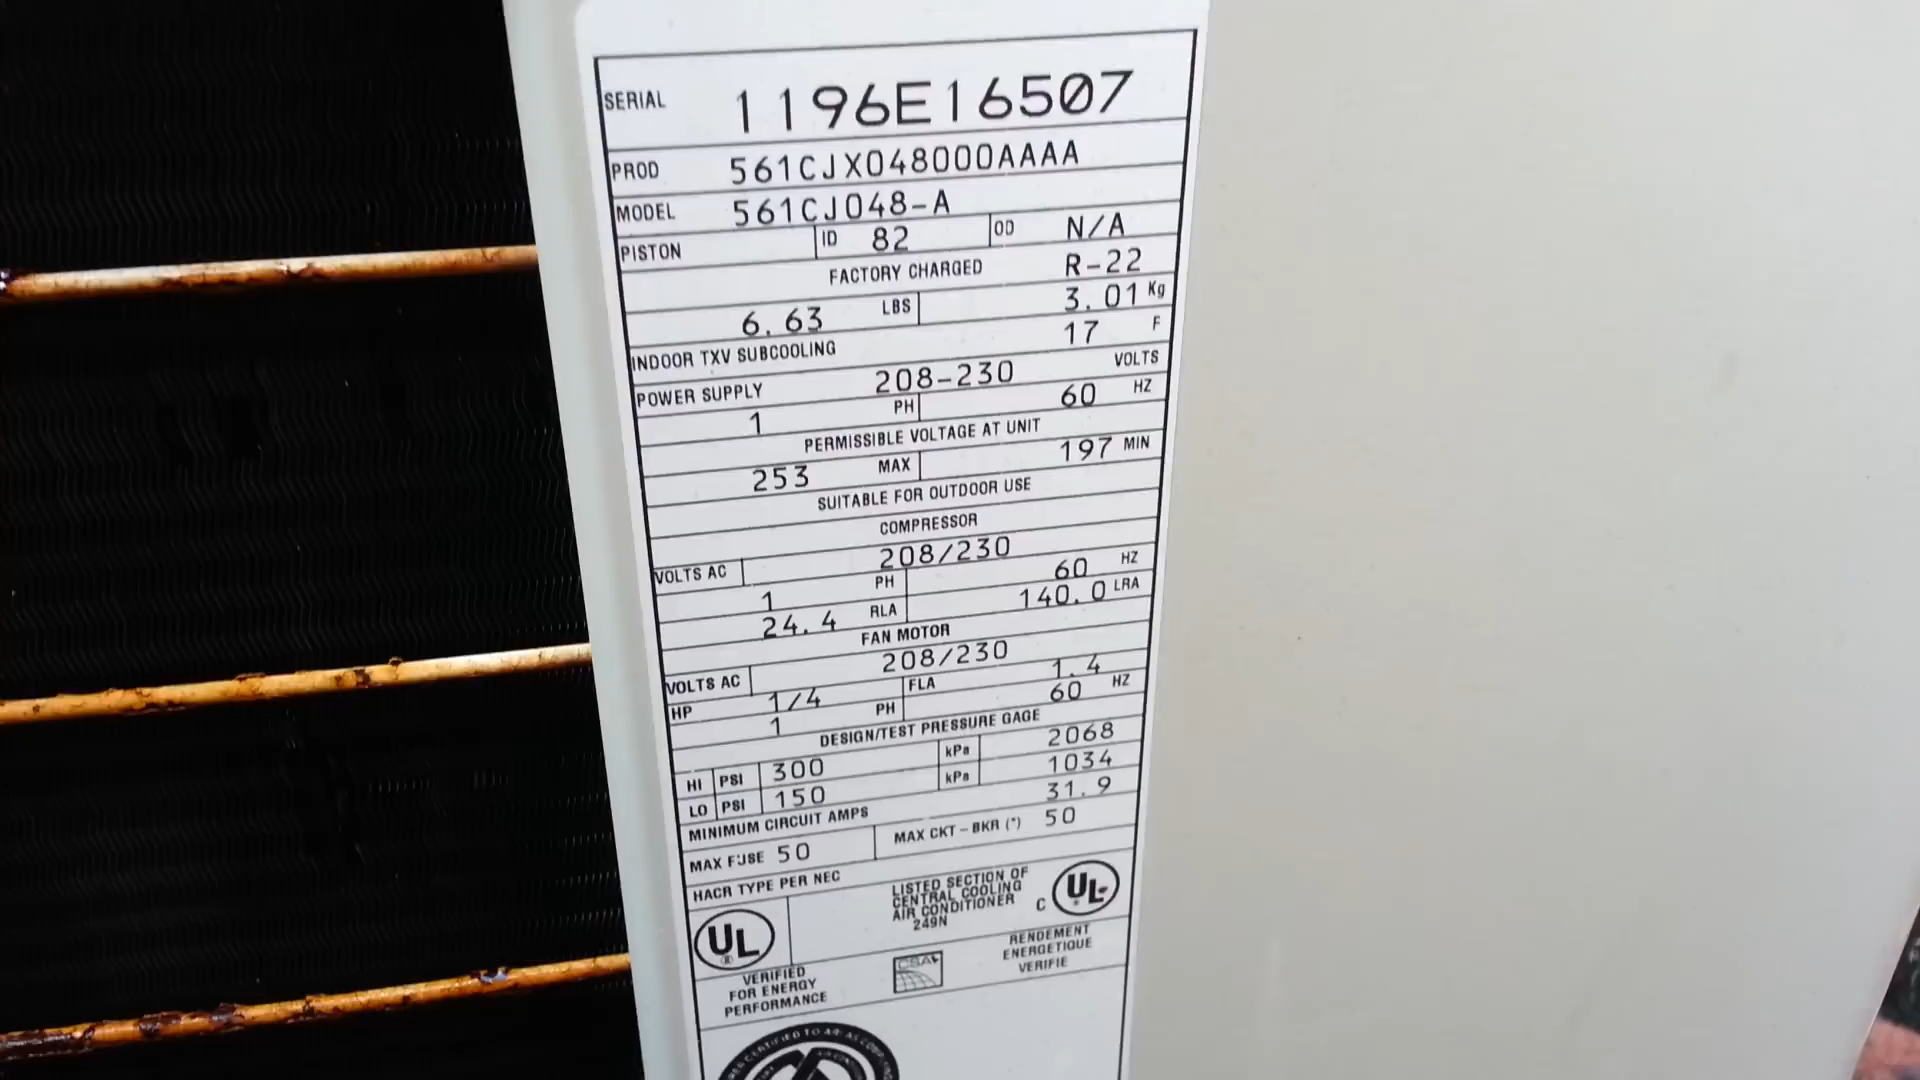 SERIAL 1196E16507
PROD 561CJX048000AAAA
MODEL 561CJ048-A
PISTON ID 82 OD N/A
FACTORY CHARGED R-22
6.63 LBS 3.01 Kg
INDOOR TXV SUBCOOLING 17 F
POWER SUPPLY 208-230 VOLTS
1 PH 60 HZ
PERMISSIBLE VOLTAGE AT UNIT
253 MAX 197 MIN
SUITABLE FOR OUTDOOR USE
COMPRESSOR
VOLTS AC 208/230
1 PH 60 HZ
24.4 RLA 140.0 LRA
FAN MOTOR
VOLTS AC 208/230
HP 1/4 FLA 1.4
1 PH 60 HZ
DESIGN/TEST PRESSURE GAGE
HI PSI 300 kPa 2068
LO PSI 150 kPa 1034
MINIMUM CIRCUIT AMPS 31.9
MAX FUSE 50 MAX CKT-BKR (*) 50
HACR TYPE PER NEC
UL ®
LISTED SECTION OF
CENTRAL COOLING
AIR CONDITIONER
249N
C UL
VERIFIED
FOR ENERGY
PERFORMANCE
CSA
RENDEMENT
ENERGETIQUE
VERIFIE
CERTIFIED TO